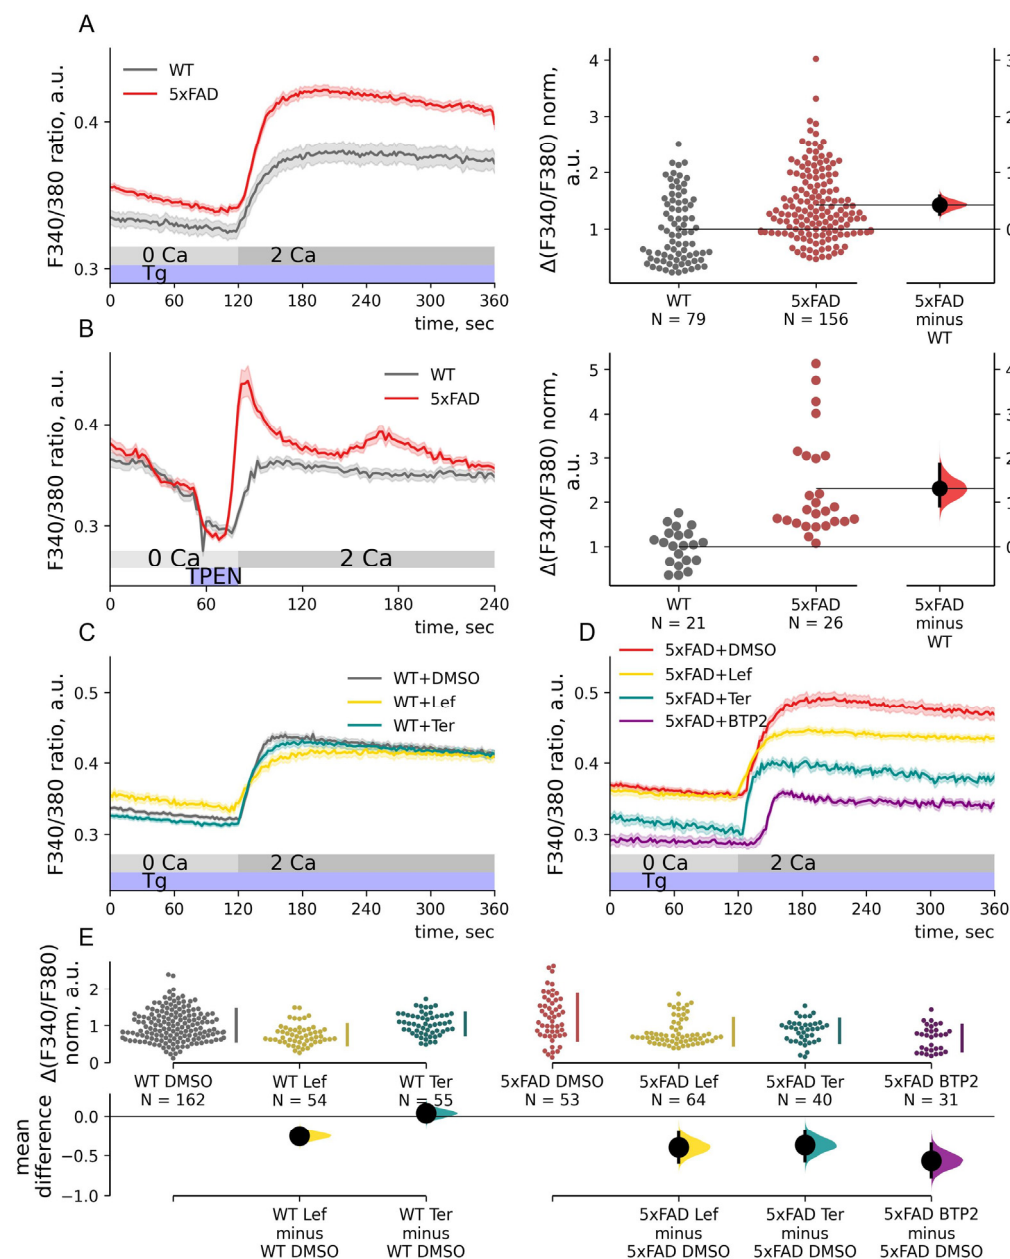 A
F340/380 ratio, a.u.
WT
5xFAD
0.4
0.3
0 Ca
2 Ca
Tg
0
60
120
180
240
300
360
time, sec
Δ(F340/F380) norm,
a.u.
4
3
2
1
3
2
1
0
WT
N = 79
5xFAD
N = 156
5xFAD
minus
WT
B
F340/380 ratio, a.u.
WT
5xFAD
0.4
0.3
0 Ca
2 Ca
TPEN
0
60
120
180
240
time, sec
Δ(F340/F380) norm,
a.u.
5
4
3
2
1
4
3
2
1
0
WT
N = 21
5xFAD
N = 26
5xFAD
minus
WT
C
F340/380 ratio, a.u.
WT+DMSO
WT+Lef
WT+Ter
0.5
0.4
0.3
0 Ca
2 Ca
Tg
0
60
120
180
240
300
360
time, sec
D
F340/380 ratio, a.u.
5xFAD+DMSO
5xFAD+Lef
5xFAD+Ter
5xFAD+BTP2
0.5
0.4
0.3
0 Ca
2 Ca
Tg
0
60
120
180
240
300
360
time, sec
E
Δ(F340/F380)
norm, a.u.
2
1
0
WT DMSO
N = 162
WT Lef
N = 54
WT Ter
N = 55
5xFAD DMSO
N = 53
5xFAD Lef
N = 64
5xFAD Ter
N = 40
5xFAD BTP2
N = 31
mean
difference
0.0
−0.5
−1.0
WT Lef
minus
WT DMSO
WT Ter
minus
WT DMSO
5xFAD Lef
minus
5xFAD DMSO
5xFAD Ter
minus
5xFAD DMSO
5xFAD BTP2
minus
5xFAD DMSO